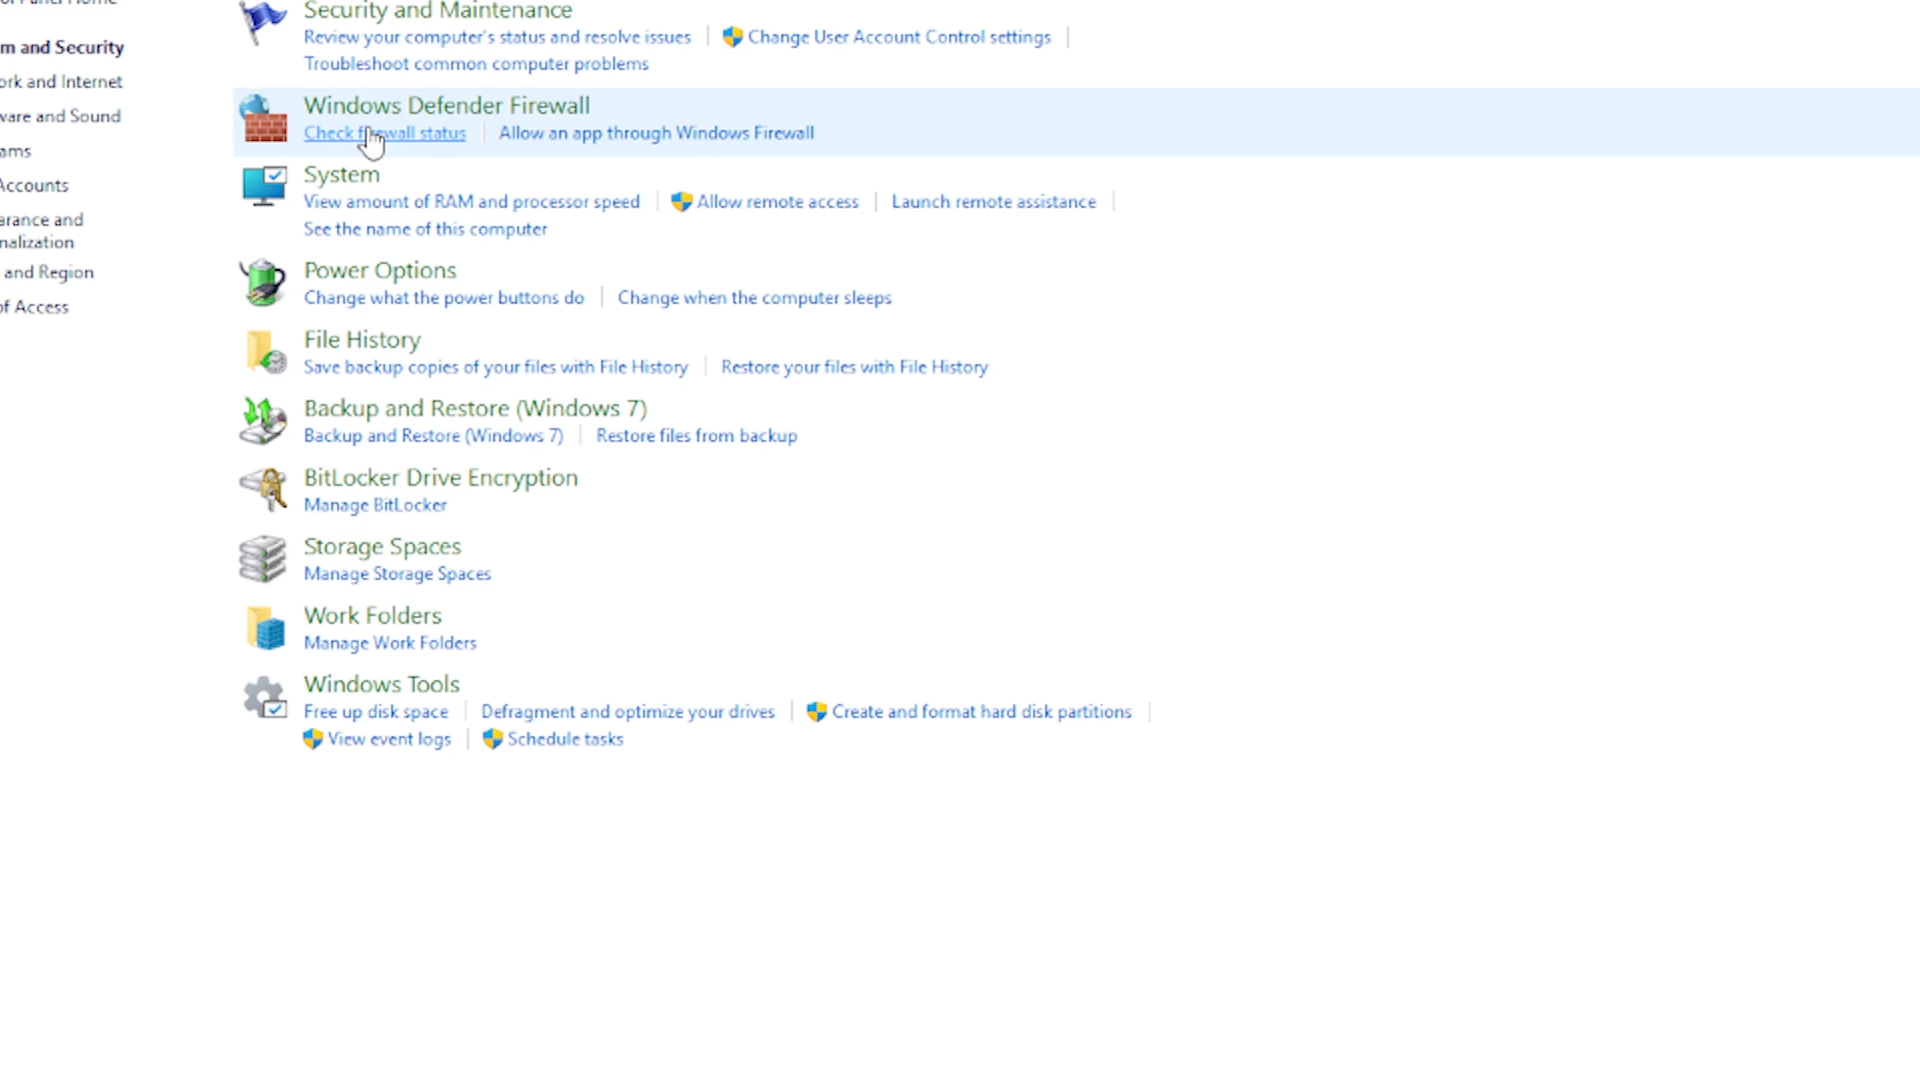 Security and Maintenance
Review your computer's status and resolve issues Change User Account Control settings
Troubleshoot common computer problems
m and Security
ork and Internet
ware and Sound
ams
Accounts
arance and
nalization
and Region
of Access
Windows Defender Firewall
Check firewall status Allow an app through Windows Firewall
System
View amount of RAM and processor speed Allow remote access Launch remote assistance
See the name of this computer
Power Options
Change what the power buttons do Change when the computer sleeps
File History
Save backup copies of your files with File History Restore your files with File History
Backup and Restore (Windows 7)
Backup and Restore (Windows 7) Restore files from backup
BitLocker Drive Encryption
Manage BitLocker
Storage Spaces
Manage Storage Spaces
Work Folders
Manage Work Folders
Windows Tools
Free up disk space Defragment and optimize your drives Create and format hard disk partitions
View event logs Schedule tasks